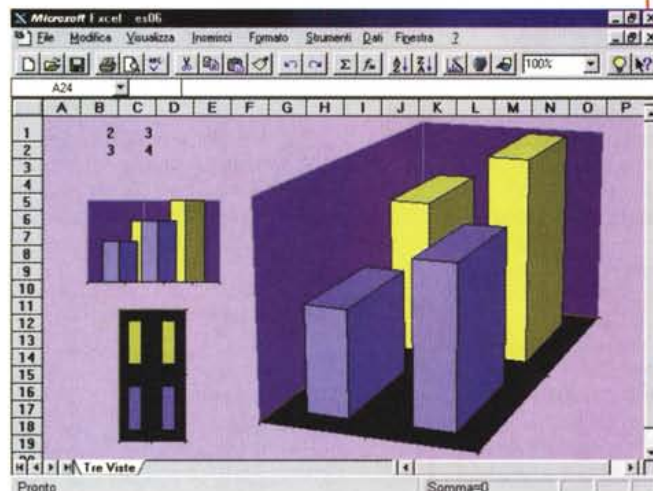 Microsoft Excel - es06
File Modifica Visualizza Inserisci Formato Strumenti Dati Finestra ?
100%
A24
A B C D E F G H I J K L M N O P
1 2 3
2 3 4
3
4
5
6
7
8
9
10
11
12
13
14
15
16
17
18
19
Tre Viste
Pronto Somma=0